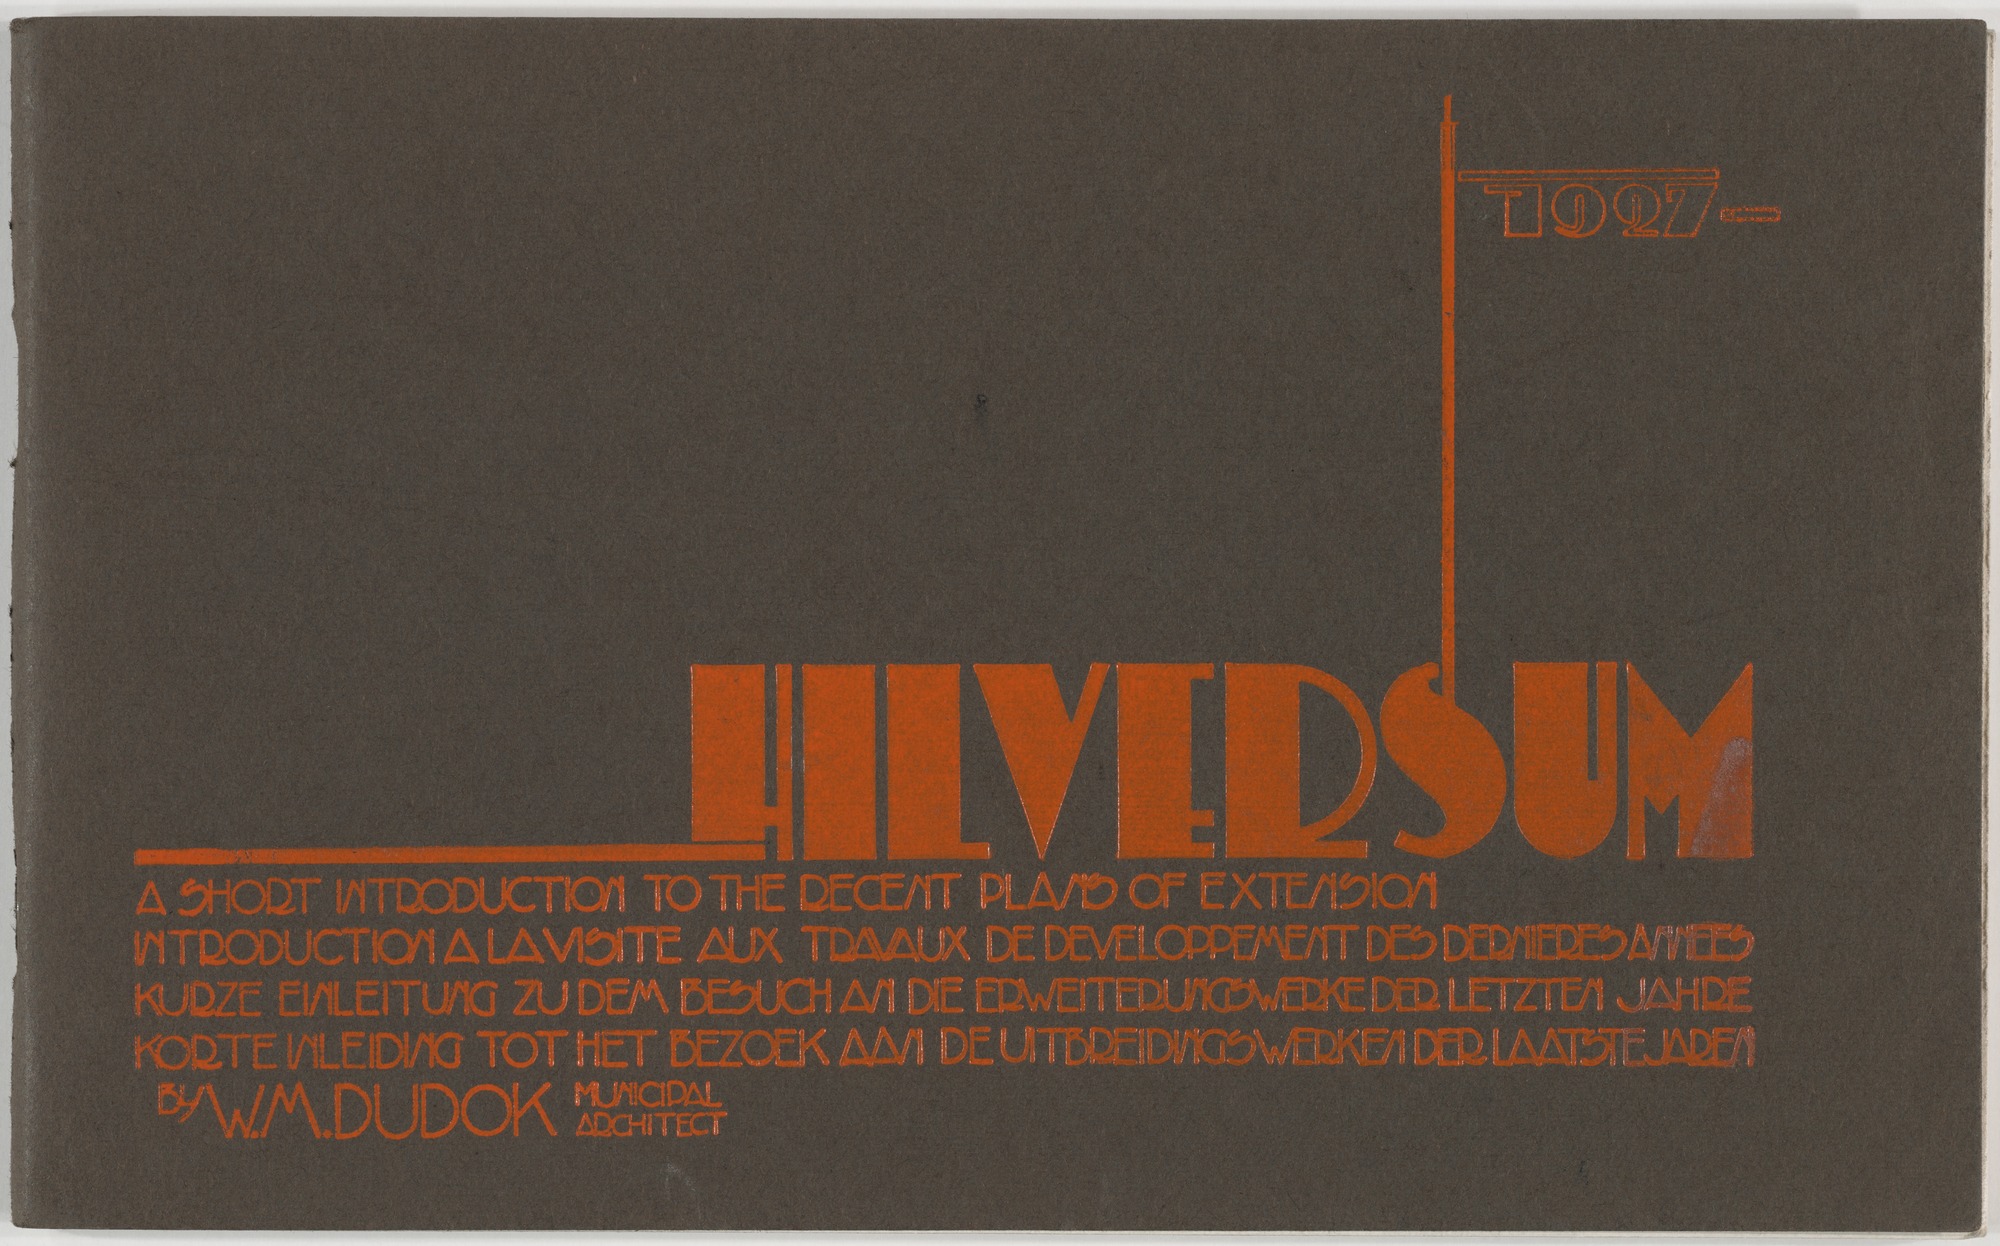 1927-
HILVERSUM
A SHORT INTRODUCTION TO THE RECENT PLANS OF EXTENSION
INTRODUCTION A LA VISITE AUX TRAVAUX DE DEVELOPPEMENT DES DERNIERES ANNEES
KURZE EINLEITUNG ZU DEM BESUCH AN DIE ERWEITERUNGSWERKE DER LETZTEN JAHRE
KORTE INLEIDING TOT HET BEZOEK AAN DE UITBREIDINGSWERKEN DER LAATSTE JAREN
BY W.M.DUDOK MUNICIPAL
ARCHITECT